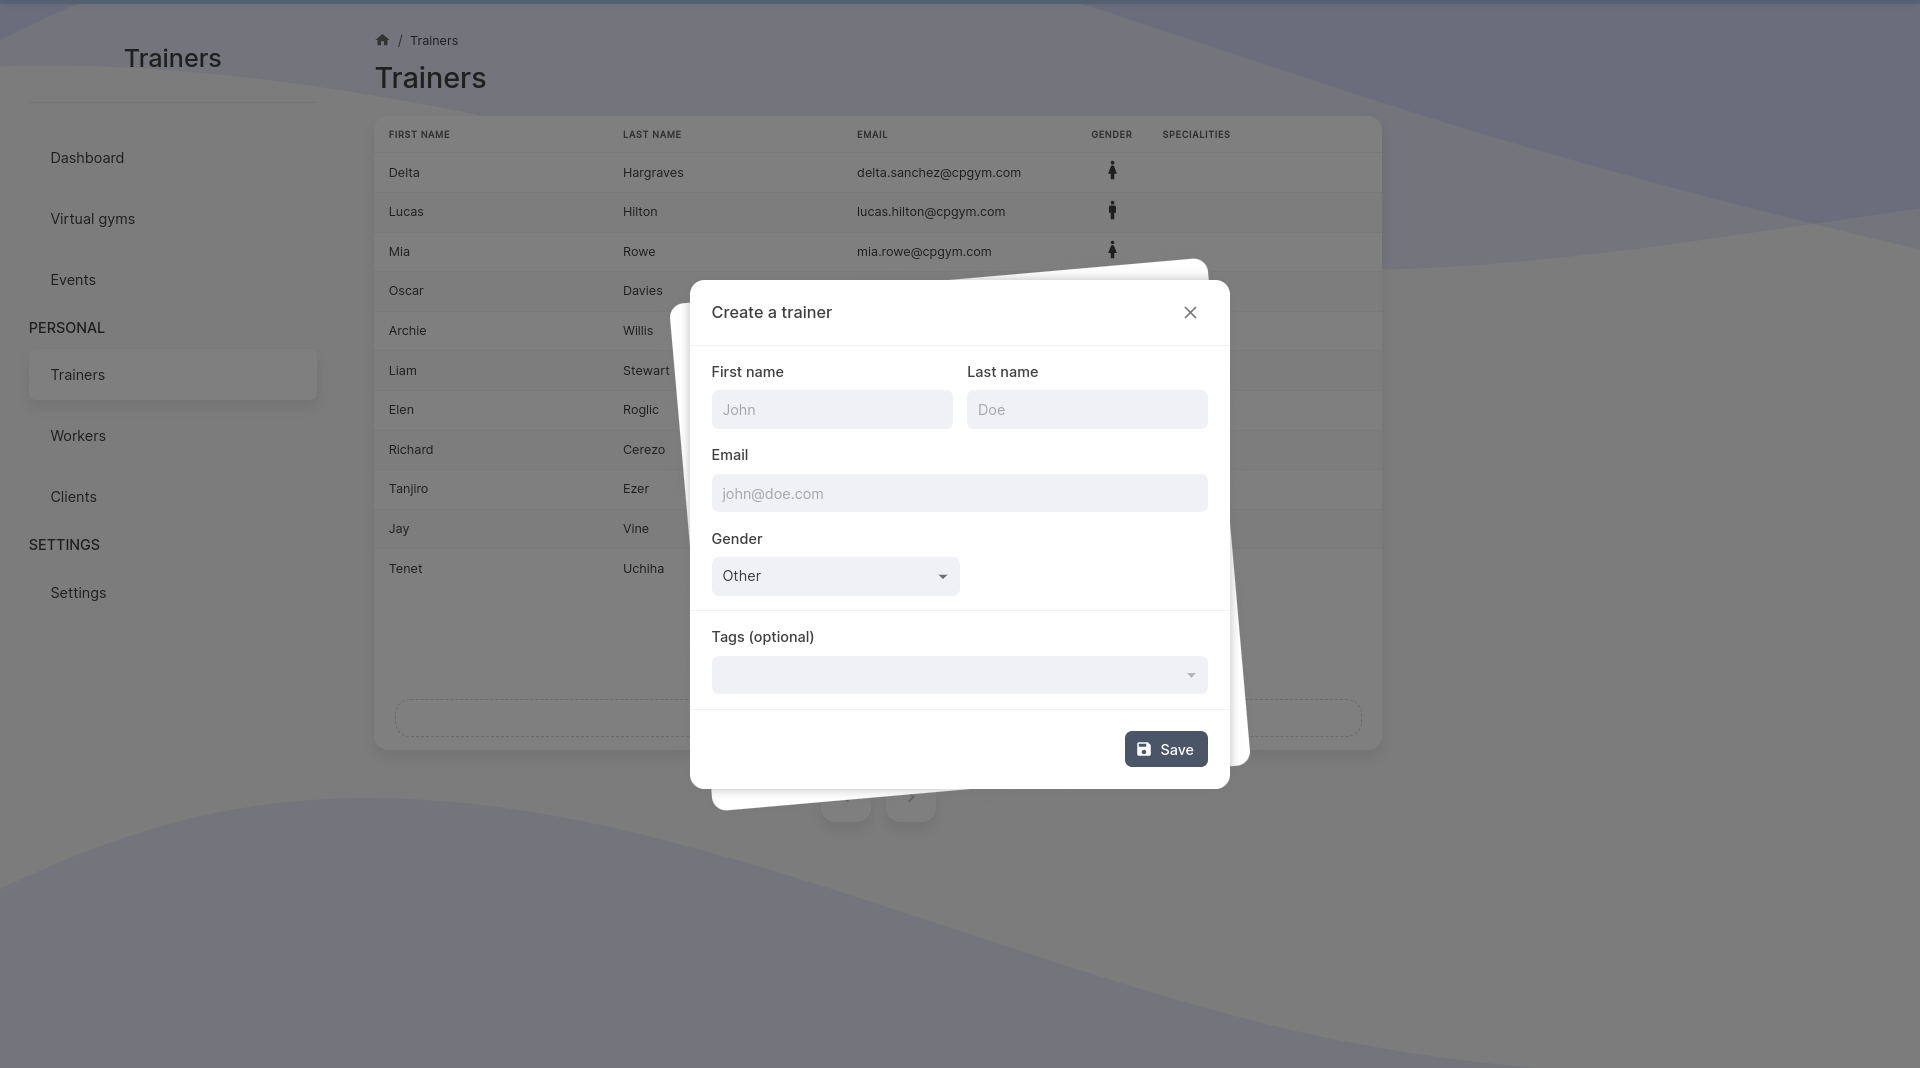 Trainers
Dashboard
Virtual gyms
Events
PERSONAL
Trainers
Workers
Clients
SETTINGS
Settings
/ Trainers
Trainers
FIRST NAME LAST NAME EMAIL GENDER SPECIALITIES
Delta Hargraves delta.sanchez@cpgym.com
Lucas Hilton lucas.hilton@cpgym.com
Mia Rowe mia.rowe@cpgym.com
Oscar Davies
Archie Willis
Liam Stewart
Elen Roglic
Richard Cerezo
Tanjiro Ezer
Jay Vine
Tenet Uchiha
Create a trainer
First name Last name
John Doe
Email
john@doe.com
Gender
Other
Tags (optional)
Save